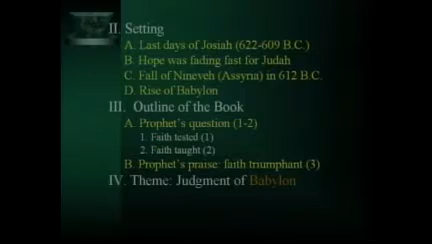 II. Setting
A. Last days of Josiah (622-609 B.C.)
B. Hope was fading fast for Judah
C. Fall of Nineveh (Assyria) in 612 B.C.
D. Rise of Babylon
III. Outline of the Book
A. Prophet's question (1-2)
1. Faith tested (1)
2. Faith taught (2)
B. Prophet's praise: faith triumphant (3)
IV. Theme: Judgment of Babylon